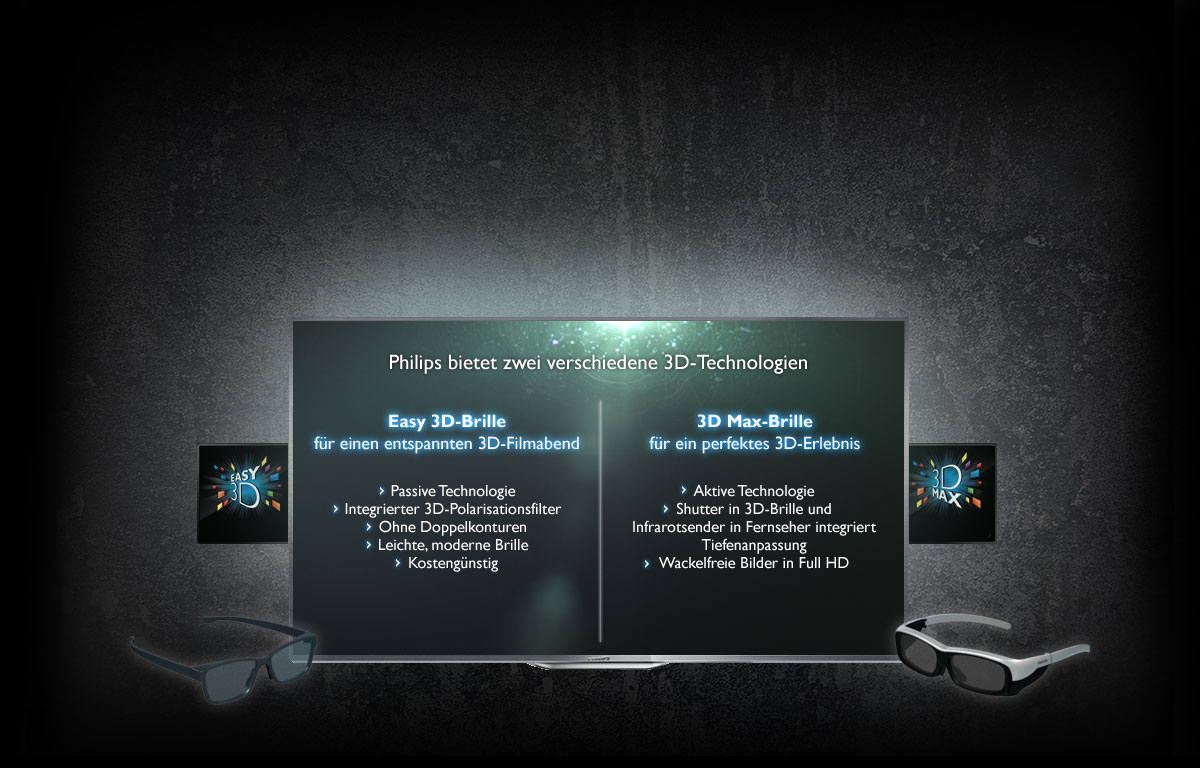 Philips bietet zwei verschiedene 3D-Technologien
Easy 3D-Brille
für einen entspannten 3D-Filmabend
› Passive Technologie
› Integrierter 3D-Polarisationsfilter
› Ohne Doppelkonturen
› Leichte, moderne Brille
› Kostengünstig
3D Max-Brille
für ein perfektes 3D-Erlebnis
› Aktive Technologie
› Shutter in 3D-Brille und
Infrarotsender in Fernseher integriert
Tiefenanpassung
› Wackelfreie Bilder in Full HD
EASY
3D
3D
MAX